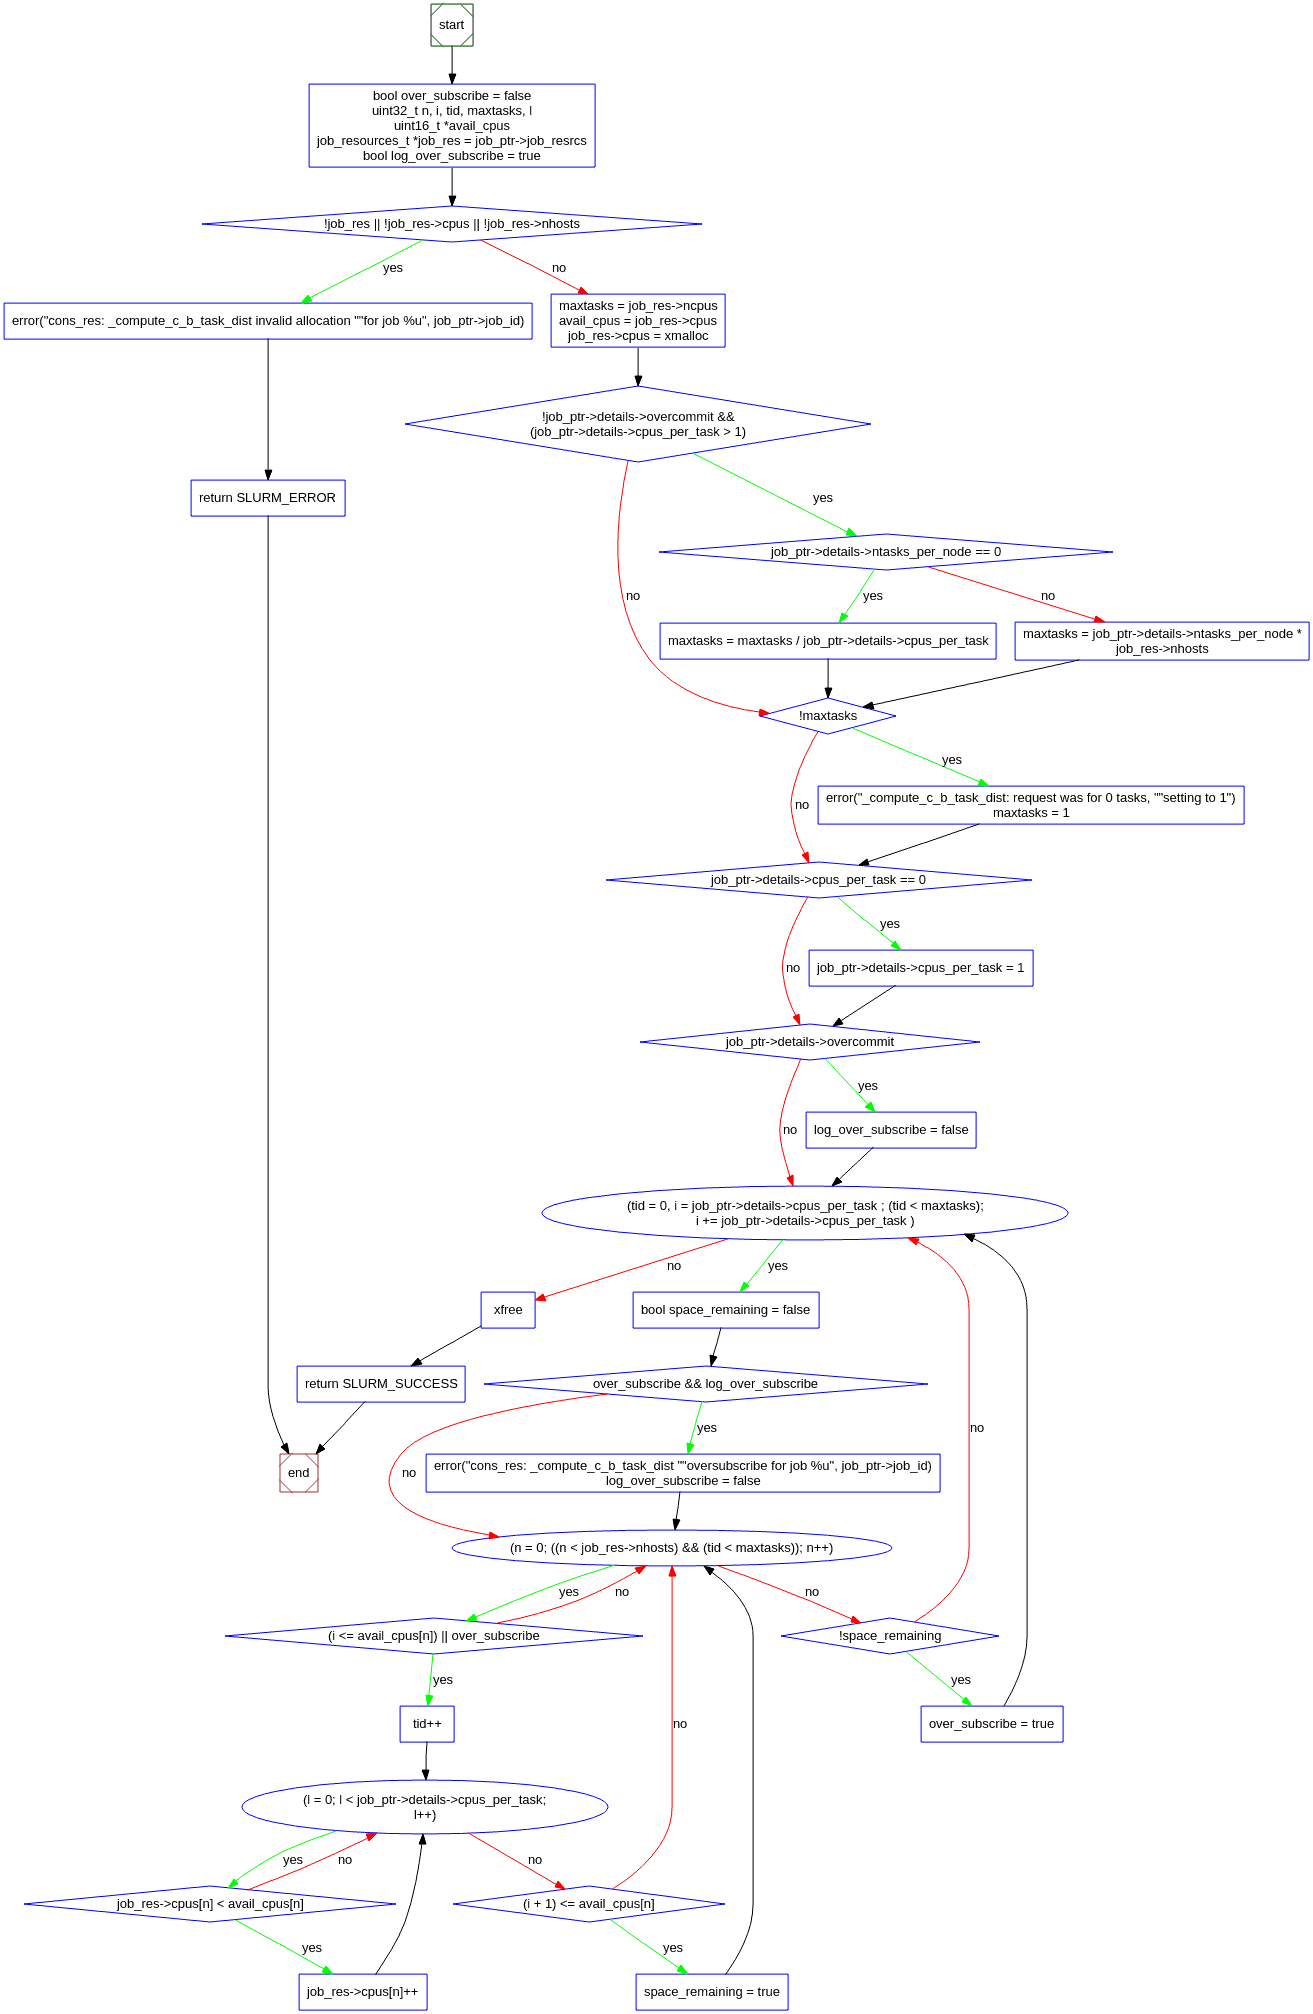 start
bool over_subscribe = false
uint32_t n, i, tid, maxtasks, l
uint16_t *avail_cpus
job_resources_t *job_res = job_ptr->job_resrcs
bool log_over_subscribe = true
!job_res || !job_res->cpus || !job_res->nhosts
yes
no
error("cons_res: _compute_c_b_task_dist invalid allocation ""for job %u", job_ptr->job_id)
maxtasks = job_res->ncpus
avail_cpus = job_res->cpus
job_res->cpus = xmalloc
!job_ptr->details->overcommit &&
(job_ptr->details->cpus_per_task > 1)
return SLURM_ERROR
yes
job_ptr->details->ntasks_per_node == 0
no
yes
no
maxtasks = maxtasks / job_ptr->details->cpus_per_task
maxtasks = job_ptr->details->ntasks_per_node *
job_res->nhosts
!maxtasks
yes
no
error("_compute_c_b_task_dist: request was for 0 tasks, ""setting to 1")
maxtasks = 1
job_ptr->details->cpus_per_task == 0
yes
no
job_ptr->details->cpus_per_task = 1
job_ptr->details->overcommit
yes
no
log_over_subscribe = false
(tid = 0, i = job_ptr->details->cpus_per_task ; (tid < maxtasks);
i += job_ptr->details->cpus_per_task )
no
yes
xfree
bool space_remaining = false
return SLURM_SUCCESS
over_subscribe && log_over_subscribe
yes
no
no
end
error("cons_res: _compute_c_b_task_dist ""oversubscribe for job %u", job_ptr->job_id)
log_over_subscribe = false
(n = 0; ((n < job_res->nhosts) && (tid < maxtasks)); n++)
yes
no
no
(i <= avail_cpus[n]) || over_subscribe
!space_remaining
yes
yes
tid++
no
over_subscribe = true
(l = 0; l < job_ptr->details->cpus_per_task;
l++)
yes
no
no
job_res->cpus[n] < avail_cpus[n]
(i + 1) <= avail_cpus[n]
yes
yes
job_res->cpus[n]++
space_remaining = true